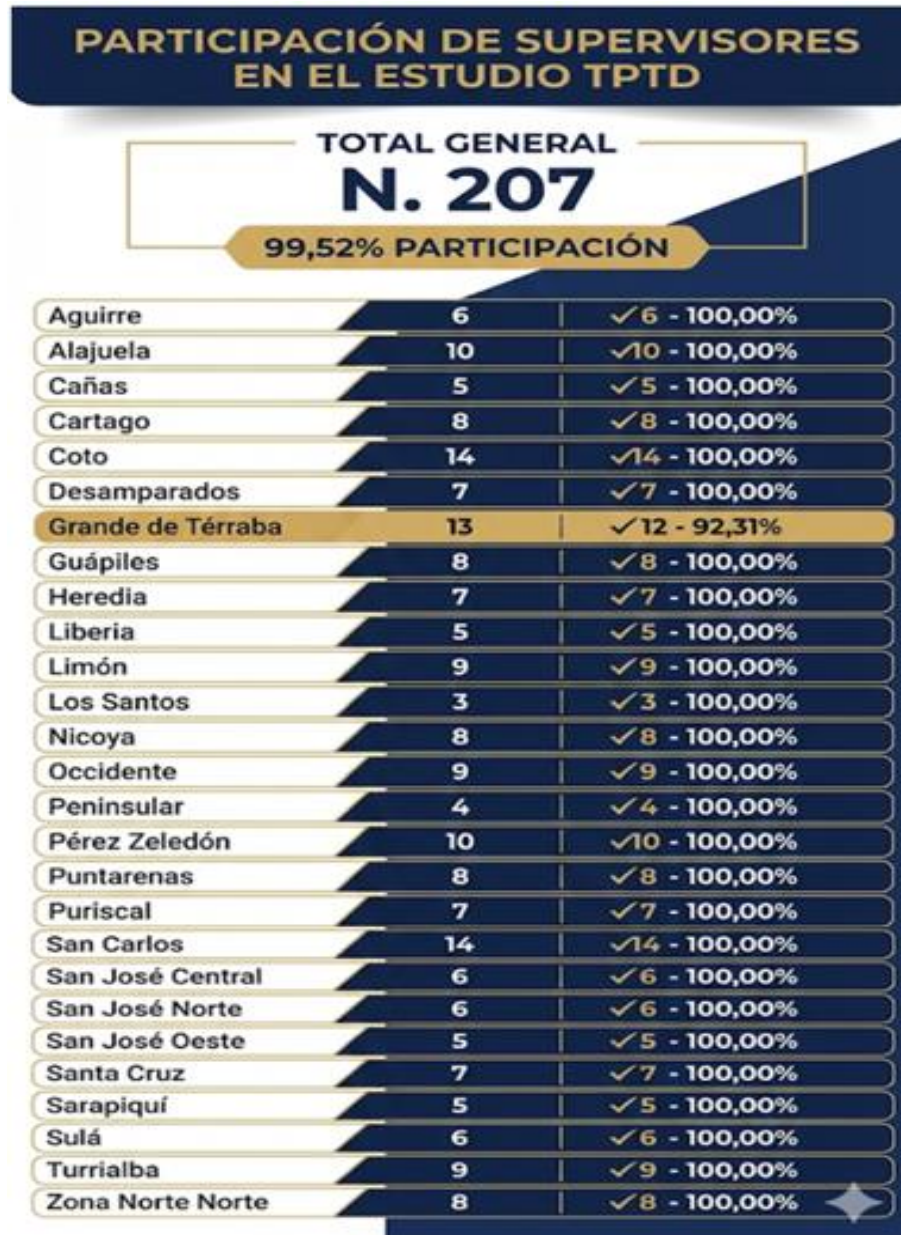 PARTICIPACIÓN DE SUPERVISORES
EN EL ESTUDIO TPTD
TOTAL GENERAL
N. 207
99,52% PARTICIPACIÓN
Aguirre 6 | ✓6 - 100,00%
Alajuela 10 | ✓10 - 100,00%
Cañas 5 | ✓5 - 100,00%
Cartago 8 | ✓8 - 100,00%
Coto 14 | ✓14 - 100,00%
Desamparados 7 | ✓7 - 100,00%
Grande de Térraba 13 | ✓12 - 92,31%
Guápiles 8 | ✓8 - 100,00%
Heredia 7 | ✓7 - 100,00%
Liberia 5 | ✓5 - 100,00%
Limón 9 | ✓9 - 100,00%
Los Santos 3 | ✓3 - 100,00%
Nicoya 8 | ✓8 - 100,00%
Occidente 9 | ✓9 - 100,00%
Peninsular 4 | ✓4 - 100,00%
Pérez Zeledón 10 | ✓10 - 100,00%
Puntarenas 8 | ✓8 - 100,00%
Puriscal 7 | ✓7 - 100,00%
San Carlos 14 | ✓14 - 100,00%
San José Central 6 | ✓6 - 100,00%
San José Norte 6 | ✓6 - 100,00%
San José Oeste 5 | ✓5 - 100,00%
Santa Cruz 7 | ✓7 - 100,00%
Sarapiquí 5 | ✓5 - 100,00%
Sulá 6 | ✓6 - 100,00%
Turrialba 9 | ✓9 - 100,00%
Zona Norte Norte 8 | ✓8 - 100,00%